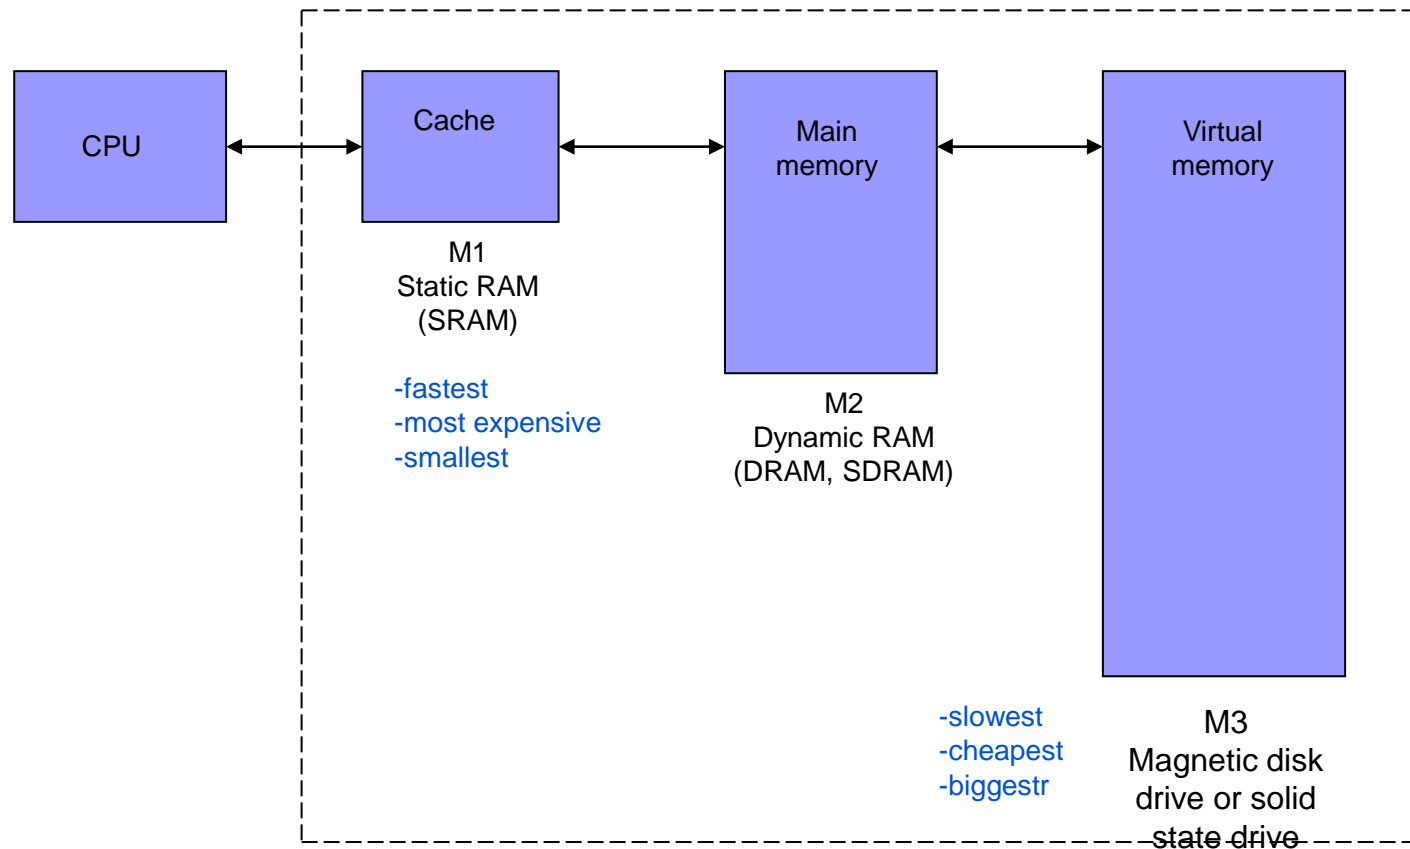 CPU
Cache
Main
memory
Virtual
memory
M1
Static RAM
(SRAM)
-fastest
-most expensive
-smallest
M2
Dynamic RAM
(DRAM, SDRAM)
-slowest
-cheapest
-biggestr
M3
Magnetic disk
drive or solid
state drive